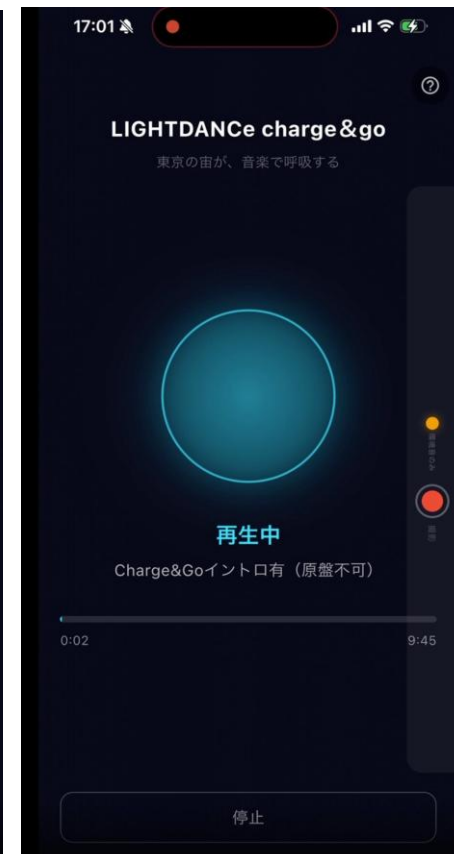 17:01
LIGHTDANCe charge&go
東京の宙が、音楽で呼吸する
再生中
Charge&Goイントロ有（原盤不可）
0:02
9:45
停止